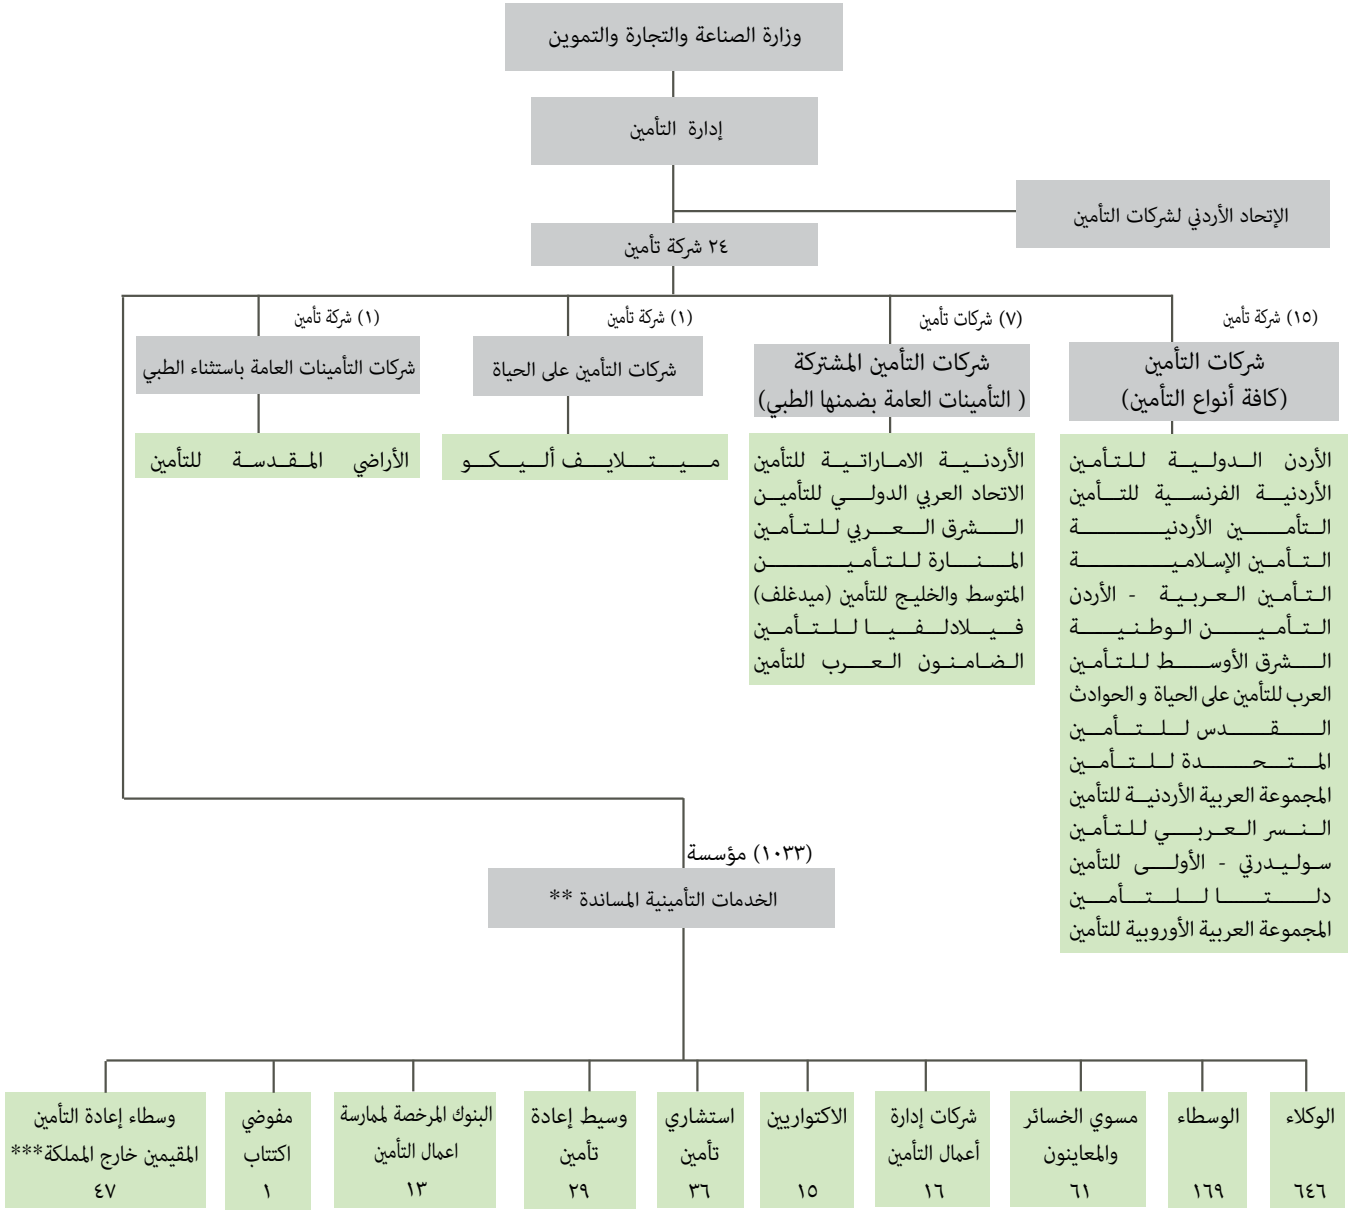 وزارة الصناعة والتجارة والتموين
إدارة التأمين
الإتحاد الأردني لشركات التأمين
٢٤ شركة تأمين
(١٥) شركة تأمين
شركات التأمين
(كافة أنواع التأمين)
الأردن الدولية للتأمين
الأردنية الفرنسية للتأمين
التأمين الأردنية
التأمين الإسلامية
التأمين العربية - الأردن
التأمين الوطنية
الشرق الأوسط للتأمين
العرب للتأمين على الحياة و الحوادث
القدس للتأمين
المتحدة للتأمين
المجموعة العربية الأردنية للتأمين
النسر العربي للتأمين
سوليدرتي - الأولى للتأمين
دلتا للتأمين
المجموعة العربية الأوروبية للتأمين
(٧) شركات تأمين
شركات التأمين المشتركة
( التأمينات العامة بضمنها الطبي)
الأردنية الاماراتية للتأمين
الاتحاد العربي الدولي للتأمين
الشرق العربي للتأمين
المنارة للتأمين
المتوسط والخليج للتأمين (ميدغلف)
فيلادلفيا للتأمين
الضامنون العرب للتأمين
(١) شركة تأمين
شركات التأمين على الحياة
ميتلايف أليكو
(١) شركة تأمين
شركات التأمينات العامة باستثناء الطبي
الأراضي المقدسة للتأمين
(١٠٣٣) مؤسسة
الخدمات التأمينية المساندة **
الوكلاء
٦٤٦
الوسطاء
١٦٩
مسوي الخسائر
والمعاينون
٦١
شركات إدارة
أعمال التأمين
١٦
الاكتواريين
١٥
استشاري
تأمين
٣٦
وسيط إعادة
تأمين
٢٩
البنوك المرخصة لممارسة
اعمال التأمين
١٣
مفوضي
اكتتاب
١
وسطاء إعادة التأمين
المقيمين خارج المملكة***
٤٧